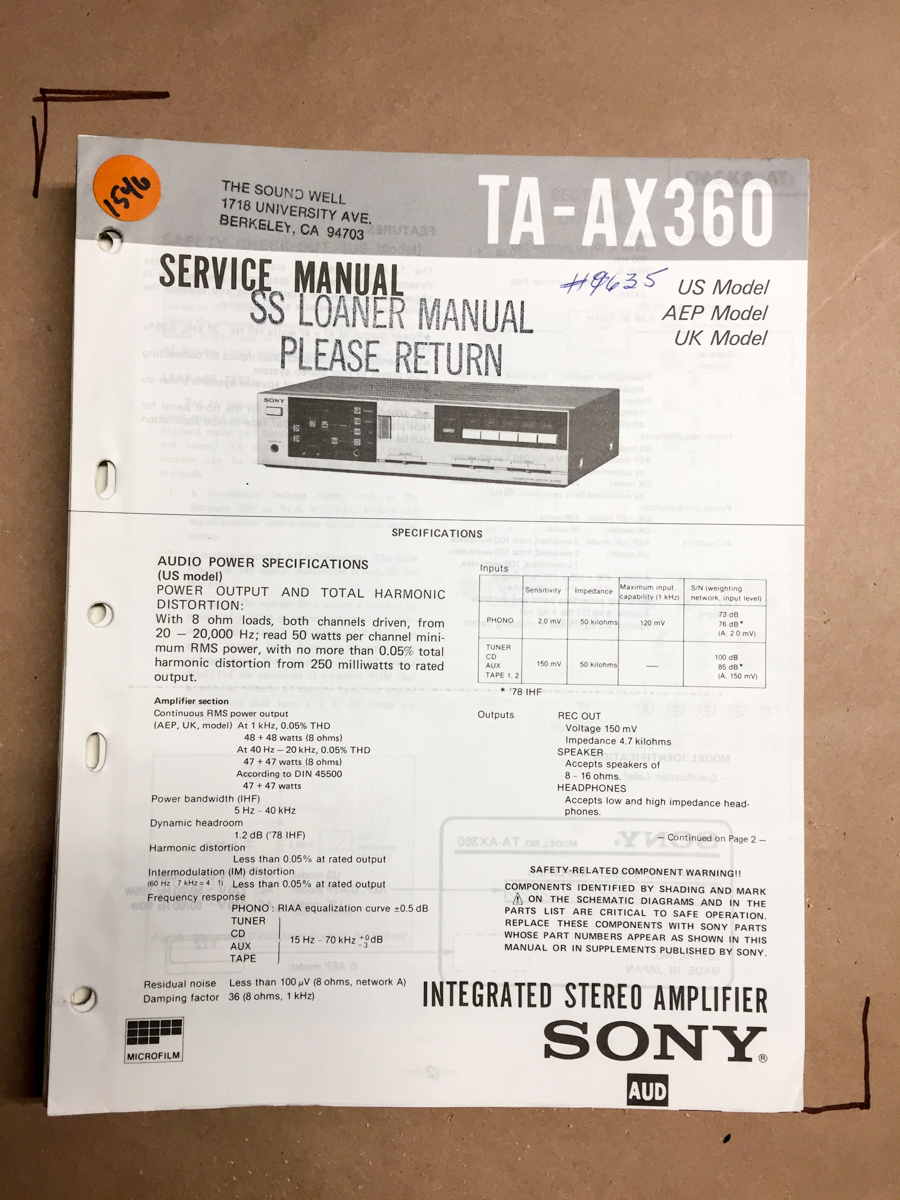 1546
THE SOUND WELL
1718 UNIVERSITY AVE.
BERKELEY, CA 94703
TA-AX360
SERVICE MANUAL
#9635
US Model
AEP Model
UK Model
SS LOANER MANUAL
PLEASE RETURN
SONY
SPECIFICATIONS
AUDIO POWER SPECIFICATIONS
(US model)
POWER OUTPUT AND TOTAL HARMONIC
DISTORTION:
With 8 ohm loads, both channels driven, from
20 – 20,000 Hz; read 50 watts per channel mini-
mum RMS power, with no more than 0.05% total
harmonic distortion from 250 milliwatts to rated
output.
Amplifier section
Continuous RMS power output
(AEP, UK, model) At 1 kHz, 0.05% THD
48 + 48 watts (8 ohms)
At 40 Hz – 20 kHz, 0.05% THD
47 + 47 watts (8 ohms)
According to DIN 45500
47 + 47 watts
Power bandwidth (IHF)
5 Hz – 40 kHz
Dynamic headroom
1.2 dB ('78 IHF)
Harmonic distortion
Less than 0.05% at rated output
Intermodulation (IM) distortion
(60 Hz : 7 kHz = 4 : 1) Less than 0.05% at rated output
Frequency response
PHONO : RIAA equalization curve ±0.5 dB
TUNER
CD
AUX
TAPE
15 Hz – 70 kHz +0 -3 dB
Residual noise Less than 100 μV (8 ohms, network A)
Damping factor 36 (8 ohms, 1 kHz)
MICROFILM
Inputs
Sensitivity Impedance Maximum input capability (1 kHz) S/N (weighting network, input level)
PHONO 2.0 mV 50 kilohms 120 mV 73 dB
76 dB*
(A, 2.0 mV)
TUNER
CD
AUX
TAPE 1, 2
150 mV 50 kilohms — 100 dB
85 dB*
(A, 150 mV)
* '78 IHF
Outputs REC OUT
Voltage 150 mV
Impedance 4.7 kilohms
SPEAKER
Accepts speakers of
8 - 16 ohms.
HEADPHONES
Accepts low and high impedance head-
phones.
— Continued on Page 2 —
SAFETY-RELATED COMPONENT WARNING!!
COMPONENTS IDENTIFIED BY SHADING AND MARK
⚠ ON THE SCHEMATIC DIAGRAMS AND IN THE
PARTS LIST ARE CRITICAL TO SAFE OPERATION.
REPLACE THESE COMPONENTS WITH SONY PARTS
WHOSE PART NUMBERS APPEAR AS SHOWN IN THIS
MANUAL OR IN SUPPLEMENTS PUBLISHED BY SONY.
INTEGRATED STEREO AMPLIFIER
SONY®
AUD